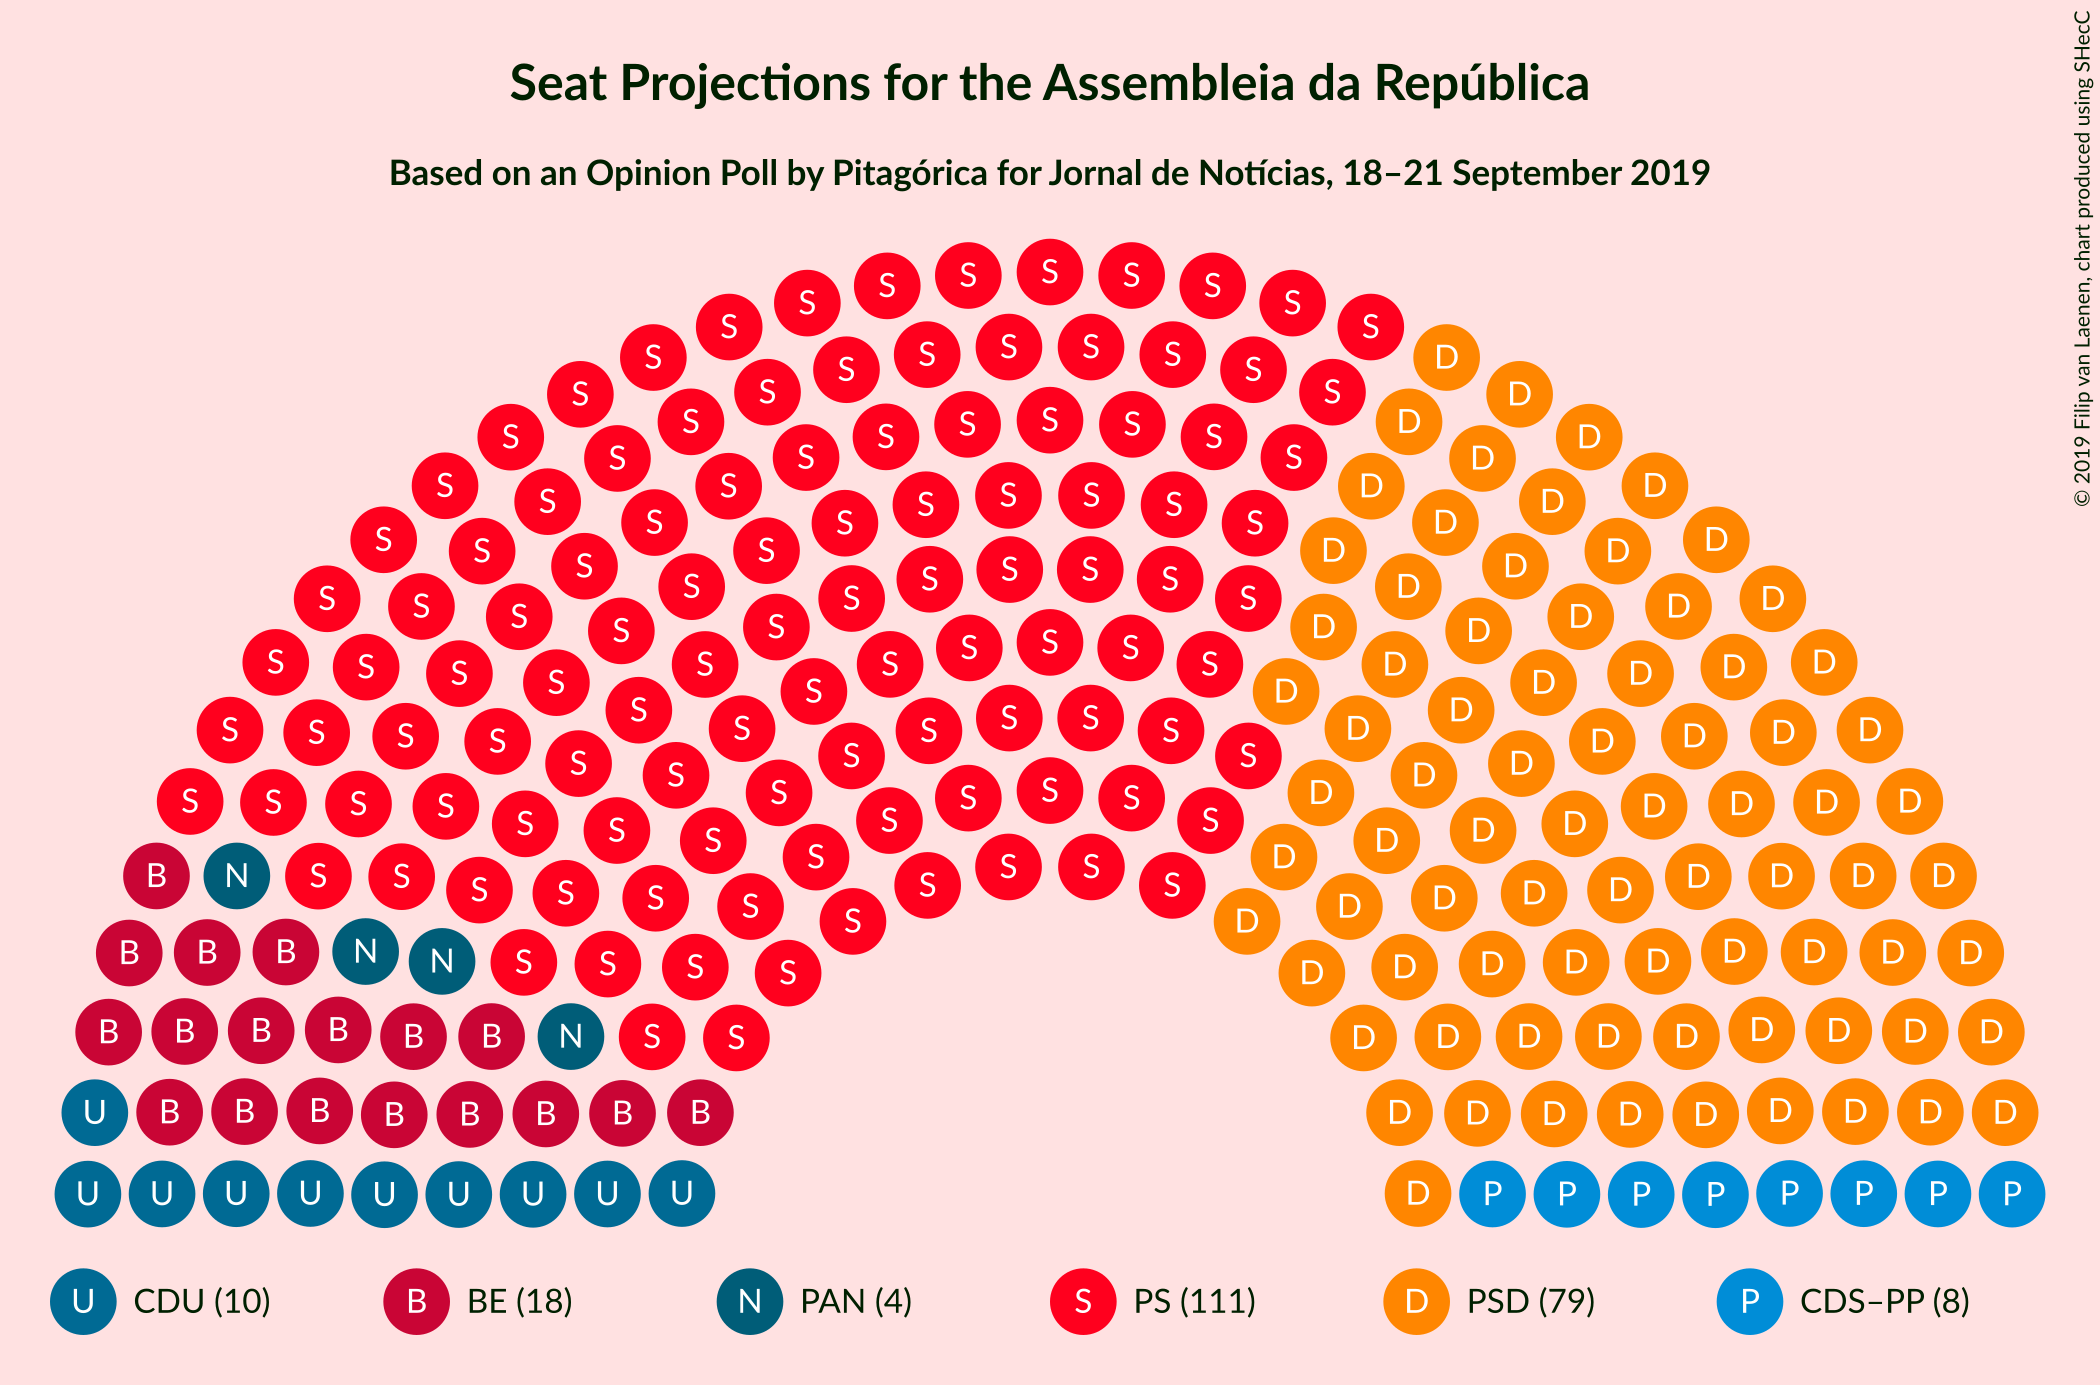 Seat Projections for the Assembleia da República
Based on an Opinion Poll by Pitagórica for Jornal de Notícias, 18–21 September 2019
© 2019 Filip van Laenen, chart produced using SHecC
U CDU (10) B BE (18) N PAN (4) S PS (111) D PSD (79) P CDS–PP (8)